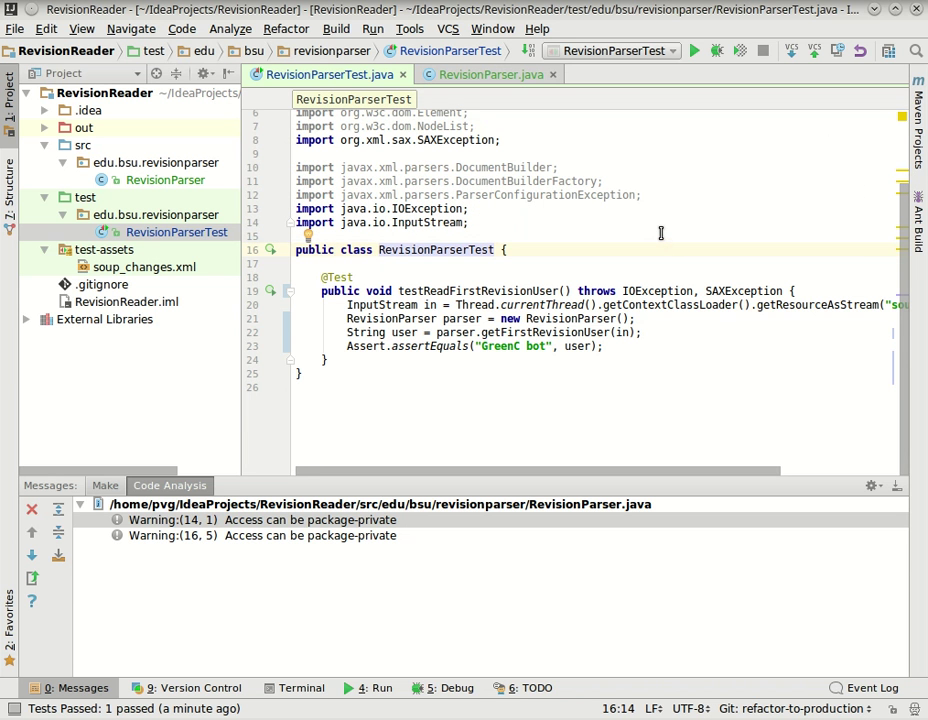 RevisionReader - [~/IdeaProjects/RevisionReader] - [RevisionReader] - ~/IdeaProjects/RevisionReader/test/edu/bsu/revisionparser/RevisionParserTest.java - I...
File Edit View Navigate Code Analyze Refactor Build Run Tools VCS Window Help
RevisionReader test edu bsu revisionparser RevisionParserTest RevisionParserTest VCS VCS
Project RevisionParserTest.java RevisionParser.java
RevisionParserTest
1: Project
7: Structure
2: Favorites
Maven Projects
Ant Build
RevisionReader ~/IdeaProjects/
.idea
out
src
edu.bsu.revisionparser
RevisionParser
test
edu.bsu.revisionparser
RevisionParserTest
test-assets
soup_changes.xml
.gitignore
RevisionReader.iml
External Libraries
6 import org.w3c.dom.Element;
7 import org.w3c.dom.NodeList;
8 import org.xml.sax.SAXException;
9
10 import javax.xml.parsers.DocumentBuilder;
11 import javax.xml.parsers.DocumentBuilderFactory;
12 import javax.xml.parsers.ParserConfigurationException;
13 import java.io.IOException;
14 import java.io.InputStream;
15
16 public class RevisionParserTest {
17
18 @Test
19 public void testReadFirstRevisionUser() throws IOException, SAXException {
20 InputStream in = Thread.currentThread().getContextClassLoader().getResourceAsStream("sou
21 RevisionParser parser = new RevisionParser();
22 String user = parser.getFirstRevisionUser(in);
23 Assert.assertEquals("GreenC bot", user);
24 }
25 }
26
Messages: Make Code Analysis
/home/pvg/IdeaProjects/RevisionReader/src/edu/bsu/revisionparser/RevisionParser.java
Warning:(14, 1) Access can be package-private
Warning:(16, 5) Access can be package-private
0: Messages 9: Version Control Terminal 4: Run 5: Debug 6: TODO Event Log
Tests Passed: 1 passed (a minute ago) 16:14 LF UTF-8 Git: refactor-to-production